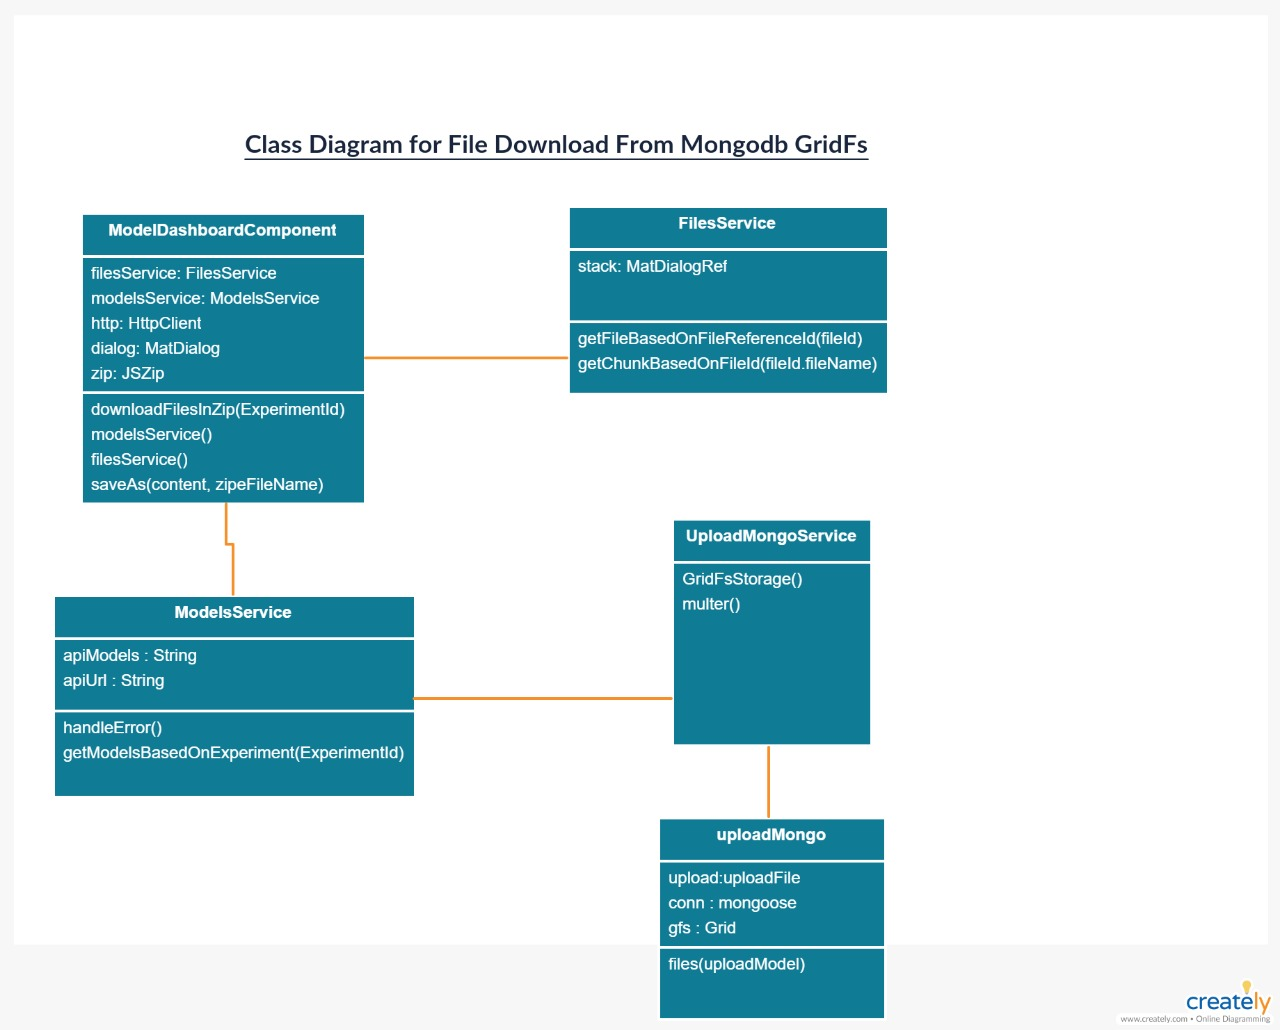 Class Diagram for File Download From Mongodb GridFs
ModelDashboardComponent
filesService: FilesService
modelsService: ModelsService
http: HttpClient
dialog: MatDialog
zip: JSZip
downloadFilesInZip(ExperimentId)
modelsService()
filesService()
saveAs(content, zipeFileName)
FilesService
stack: MatDialogRef
getFileBasedOnFileReferenceId(fileId)
getChunkBasedOnFileId(fileId.fileName)
ModelsService
apiModels : String
apiUrl : String
handleError()
getModelsBasedOnExperiment(ExperimentId)
UploadMongoService
GridFsStorage()
multer()
uploadMongo
upload:uploadFile
conn : mongoose
gfs : Grid
files(uploadModel)
creately
www.creately.com • Online Diagramming